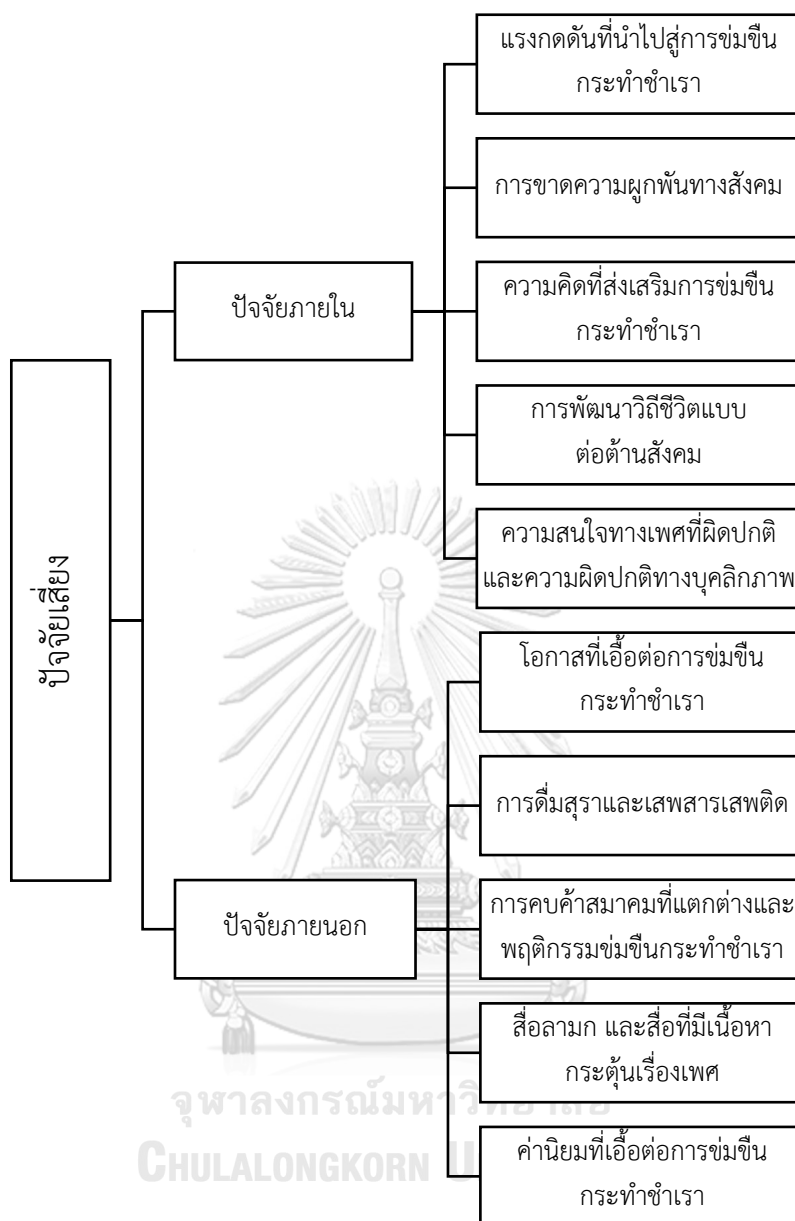 ปัจจัยเสี่ยง
ปัจจัยภายใน
แรงกดดันที่นำไปสู่การข่มขืน
กระทำชำเรา
การขาดความผูกพันทางสังคม
ความคิดที่ส่งเสริมการข่มขืน
กระทำชำเรา
การพัฒนาวิถีชีวิตแบบ
ต่อต้านสังคม
ความสนใจทางเพศที่ผิดปกติ
และความผิดปกติทางบุคลิกภาพ
ปัจจัยภายนอก
โอกาสที่เอื้อต่อการข่มขืน
กระทำชำเรา
การดื่มสุราและเสพสารเสพติด
การคบค้าสมาคมที่แตกต่างและ
พฤติกรรมข่มขืนกระทำชำเรา
สื่อลามก และสื่อที่มีเนื้อหา
กระตุ้นเรื่องเพศ
ค่านิยมที่เอื้อต่อการข่มขืน
กระทำชำเรา
จุฬาลงกรณ์มหาวิทยาลัย
CHULALONGKORN U